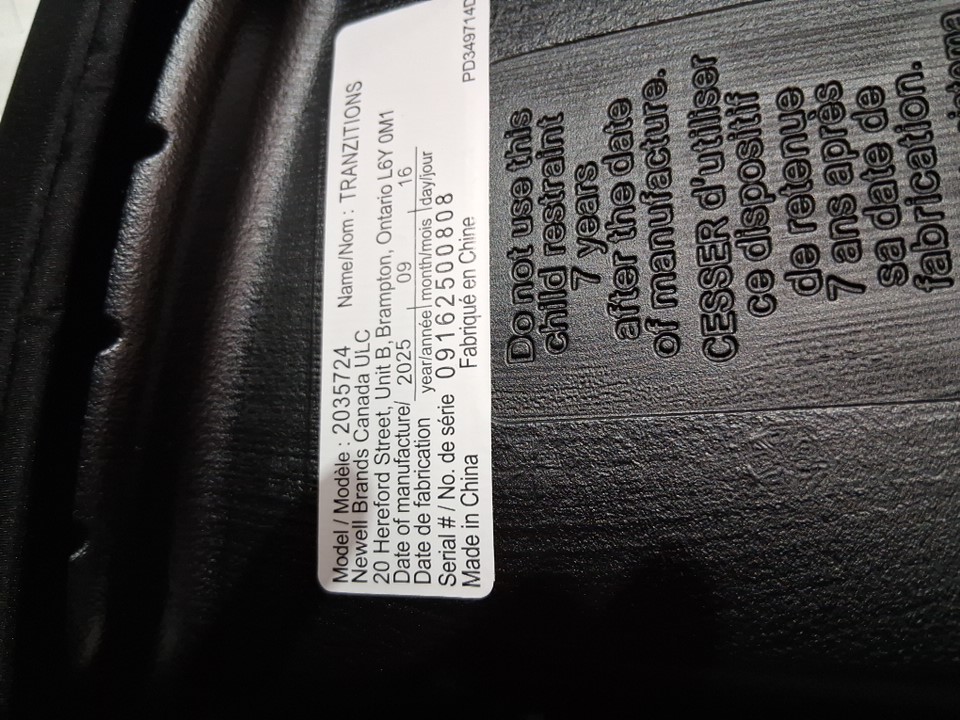 Model / Modèle : 2035724 Name/Nom : TRANZITIONS
Newell Brands Canada ULC
20 Hereford Street, Unit B, Brampton, Ontario L6Y 0M1
Date of manufacture/ 2025 09 16
Date de fabrication year/année month/mois day/jour
Serial # / No. de série 09162500808
Made in China Fabriqué en Chine
PD349714D
Do not use this
child restraint
7 years
after the date
of manufacture.
CESSER d'utiliser
ce dispositif
de retenue
7 ans après
sa date de
fabrication.